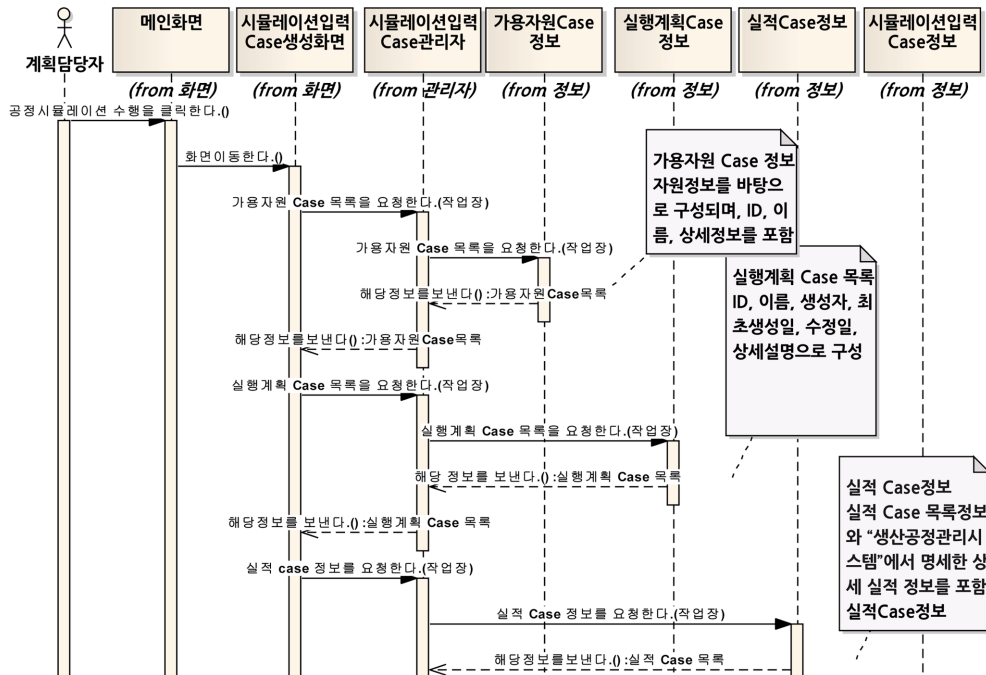 메인화면
시뮬레이션입력
Case생성화면
시뮬레이션입력
Case관리자
가용자원Case
정보
실행계획Case
정보
실적Case정보
시뮬레이션입력
Case정보
계획담당자
(from 화면)
(from 화면)
(from 관리자)
(from 정보)
(from 정보)
(from 정보)
(from 정보)
공정시뮬레이션 수행을 클릭한다.()
화면이동한다.()
가용자원 Case 목록을 요청한다.(작업장)
가용자원 Case 목록을 요청한다.(작업장)
해당정보를보낸다() :가용자원Case목록
해당정보를보낸다() :가용자원Case목록
실행계획 Case 목록을 요청한다.(작업장)
실행계획 Case 목록을 요청한다.(작업장)
해당 정보를 보낸다.() :실행계획 Case 목록
해당정보를 보낸다.() :실행계획 Case 목록
실적 case 정보를 요청한다.(작업장)
실적 Case 정보를 요청한다.(작업장)
해당정보를보낸다.() :실적 Case 목록
가용자원 Case 정보
자원정보를 바탕으
로 구성되며, ID, 이
름, 상세정보를 포함
실행계획 Case 목록
ID, 이름, 생성자, 최
초생성일, 수정일,
상세설명으로 구성
실적 Case정보
실적 Case 목록정보
와 “생산공정관리시
스템”에서 명세한 상
세 실적 정보를 포함
실적Case정보